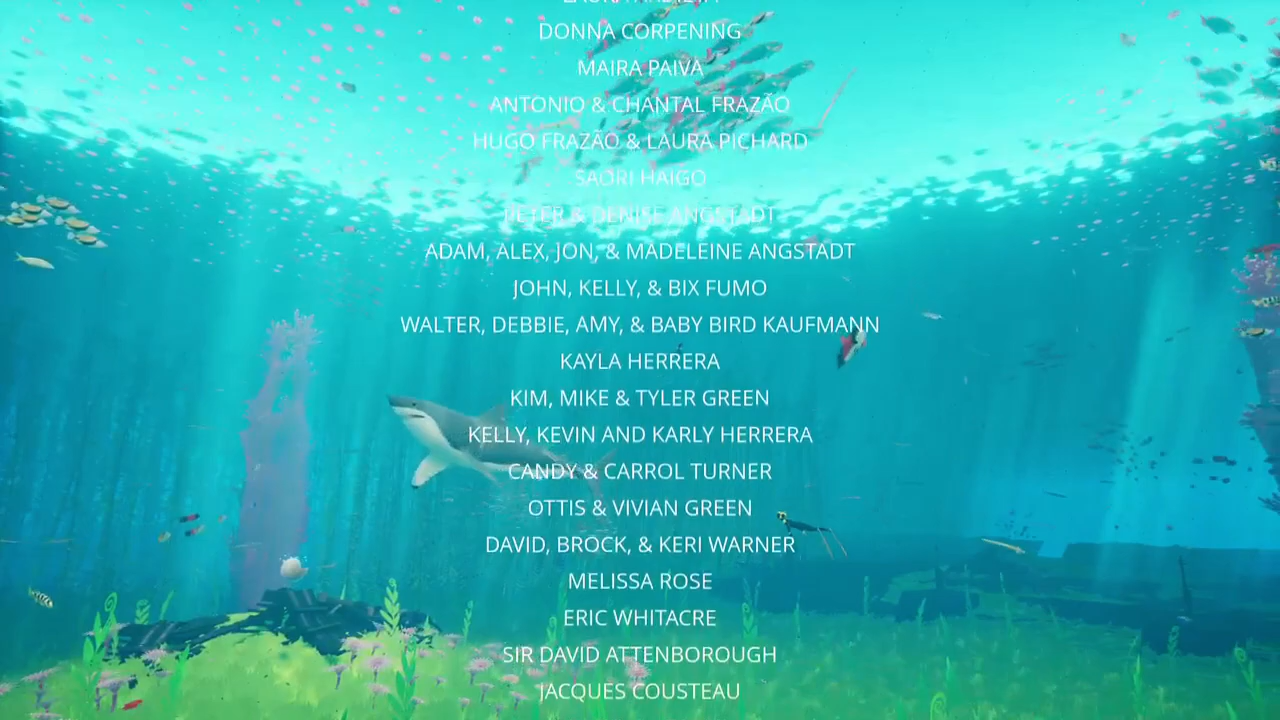 DONNA CORPENING
MAIRA PAIVA
ANTONIO & CHANTAL FRAZÃO
HUGO FRAZÃO & LAURA PICHARD
SAORI HAIGO
PETER & DENISE ANGSTADT
ADAM, ALEX, JON, & MADELEINE ANGSTADT
JOHN, KELLY, & BIX FUMO
WALTER, DEBBIE, AMY, & BABY BIRD KAUFMANN
KAYLA HERRERA
KIM, MIKE & TYLER GREEN
KELLY, KEVIN AND KARLY HERRERA
CANDY & CARROL TURNER
OTTIS & VIVIAN GREEN
DAVID, BROCK, & KERI WARNER
MELISSA ROSE
ERIC WHITACRE
SIR DAVID ATTENBOROUGH
JACQUES COUSTEAU